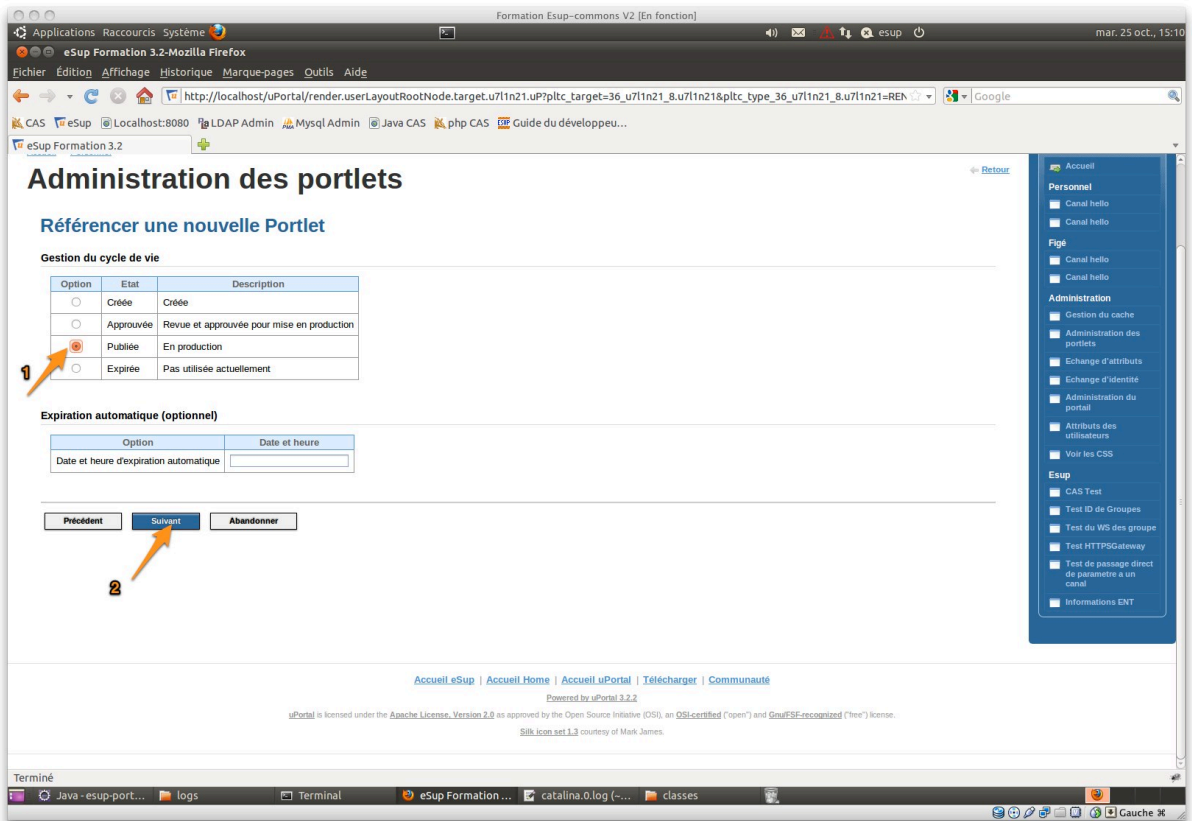 Formation Esup-commons V2 [En fonction]
Applications Raccourcis Système esup mar. 25 oct., 15:10
eSup Formation 3.2-Mozilla Firefox
Fichier Édition Affichage Historique Marque-pages Outils Aide
http://localhost/uPortal/render.userLayoutRootNode.target.u7l1n21.uP?pltc_target=36_u7l1n21_8.u7l1n21&pltc_type_36_u7l1n21_8.u7l1n21=REN Google
CAS eSup Localhost:8080 LDAP Admin Mysql Admin Java CAS php CAS Guide du développeu...
eSup Formation 3.2
Administration des portlets
Retour
Référencer une nouvelle Portlet
Gestion du cycle de vie
Option Etat Description
Créée Créée
Approuvée Revue et approuvée pour mise en production
Publiée En production
1
Expirée Pas utilisée actuellement
Expiration automatique (optionnel)
Option Date et heure
Date et heure d'expiration automatique
Précédent Suivant Abandonner
2
Accueil
Personnel
Canal hello
Canal hello
Figé
Canal hello
Canal hello
Administration
Gestion du cache
Administration des
portlets
Echange d'attributs
Echange d'identité
Administration du
portail
Attributs des
utilisateurs
Voir les CSS
Esup
CAS Test
Test ID de Groupes
Test du WS des groupe
Test HTTPSGateway
Test de passage direct
de parametre a un
canal
Informations ENT
Accueil eSup | Accueil Home | Accueil uPortal | Télécharger | Communauté
Powered by uPortal 3.2.2
uPortal is licensed under the Apache License, Version 2.0 as approved by the Open Source Initiative (OSI), an OSI-certified ("open") and Gnu/FSF-recognized ("free") license.
Silk icon set 1.3 courtesy of Mark James.
Terminé
Java - esup-port... logs Terminal eSup Formation ... catalina.0.log (~... classes
Gauche ⌘